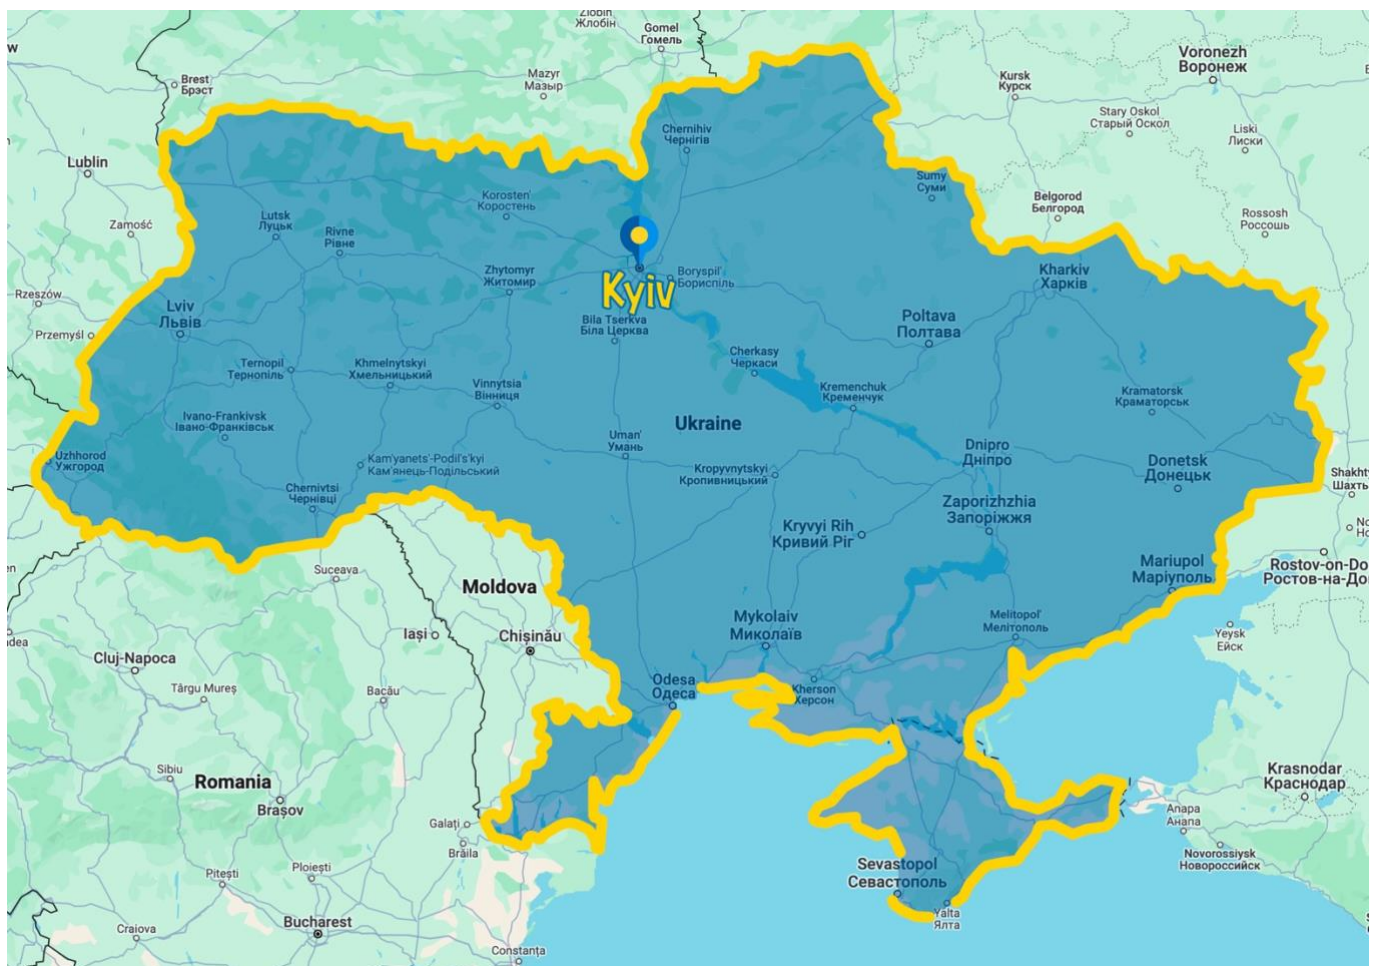 Zlobin
Жлобін
Gomel
Гомель
w
Voronezh
Воронеж
Brest
Брэст
Mazyr
Мазыр
Kursk
Курск
Stary Oskol
Старый Оскол
Liski
Лиски
Chernihiv
Чернігів
Lublin
Sumy
Суми
Korosten'
Коростень
Belgorod
Белгород
Zamość
Lutsk
Луцьк
Rivne
Рівне
Rossosh
Россошь
Zhytomyr
Житомир
Kyiv
Boryspil'
Бориспіль
Kharkiv
Харків
Rzeszów
Lviv
Львів
Bila Tserkva
Біла Церква
Poltava
Полтава
Przemyśl
Ternopil
Тернопіль
Khmelnytskyi
Хмельницький
Cherkasy
Черкаси
Vinnytsia
Вінниця
Kremenchuk
Кременчук
Kramatorsk
Краматорськ
Ivano-Frankivsk
Івано-Франківськ
Ukraine
Uman'
Умань
Dnipro
Дніпро
Uzhhorod
Ужгород
Kam'yanets'-Podil's'kyi
Кам'янець-Подільський
Kropyvnytskyi
Кропивницький
Donetsk
Донецьк
Shakhty
Шахть
Chernivtsi
Чернівці
Zaporizhzhia
Запоріжжя
Kryvyi Rih
Кривий Ріг
No
Но
en
Suceava
Mariupol
Маріуполь
Rostov-on-Do
Ростов-на-До
Moldova
Mykolaiv
Миколаїв
Melitopol'
Мелітополь
Yeysk
Ейск
dea
Iași
Chișinău
Cluj-Napoca
Târgu Mureș
Bacău
Odesa
Одеса
Kherson
Херсон
Sibiu
Romania
Brașov
Krasnodar
Краснодар
Galați
Brăila
Anapa
Анапа
Novorossiysk
Новороссийск
Pitești
Ploiești
Sevastopol
Севастополь
Yalta
Ялта
Craiova
Bucharest
Constanța